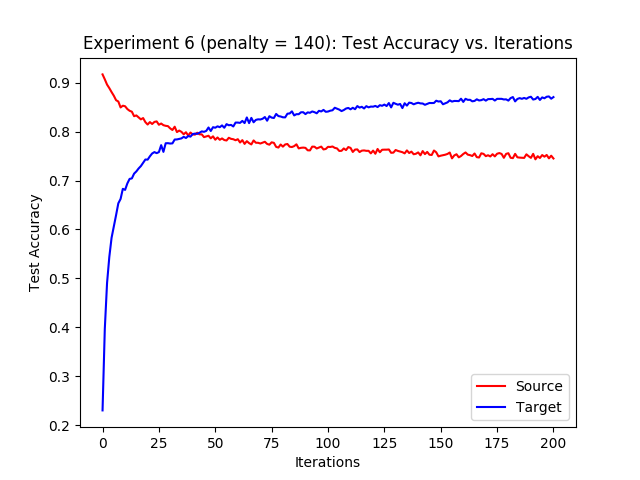 Experiment 6 (penalty = 140): Test Accuracy vs. Iterations
Test Accuracy
0.9
0.8
0.7
0.6
0.5
0.4
0.3
0.2
Source
Target
0 25 50 75 100 125 150 175 200
Iterations